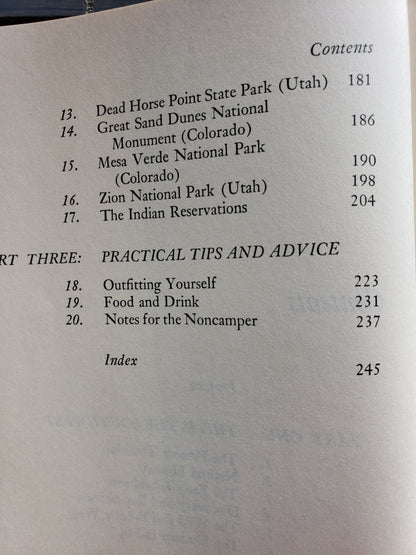 Contents
13. Dead Horse Point State Park (Utah) 181
14. Great Sand Dunes National
Monument (Colorado) 186
15. Mesa Verde National Park
(Colorado) 190
16. Zion National Park (Utah) 198
17. The Indian Reservations 204
RT THREE: PRACTICAL TIPS AND ADVICE
18. Outfitting Yourself 223
19. Food and Drink 231
20. Notes for the Noncamper 237
Index 245